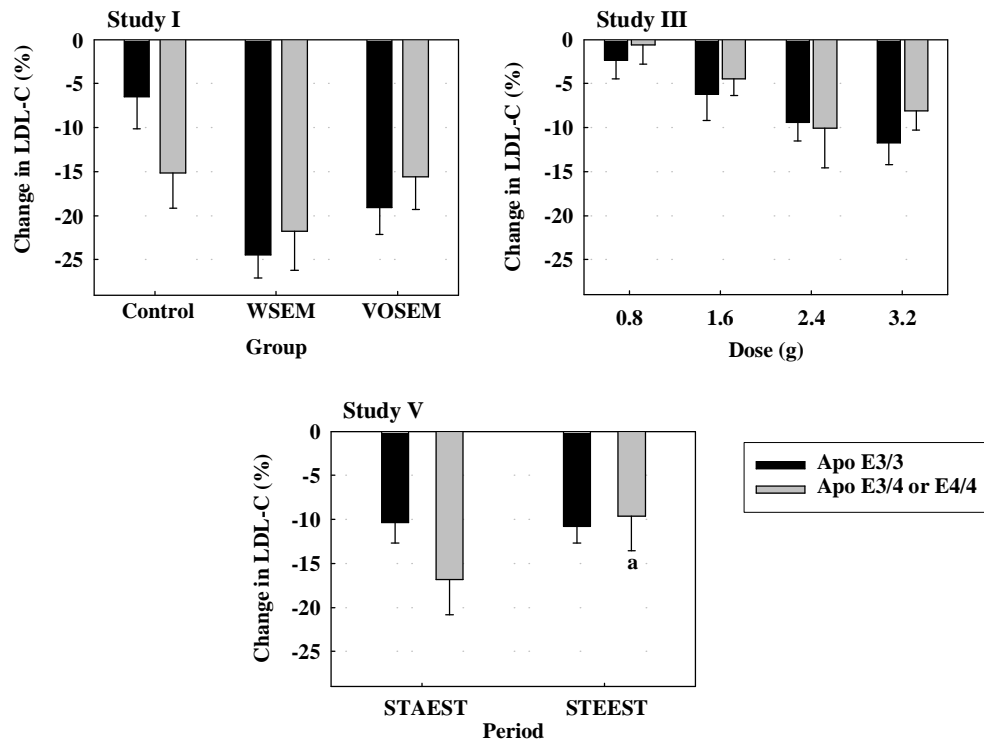 Study I
Change in LDL-C (%)
0
-5
-10
-15
-20
-25
Control WSEM VOSEM
Group
Study III
Change in LDL-C (%)
0
-5
-10
-15
-20
-25
0.8 1.6 2.4 3.2
Dose (g)
Study V
Change in LDL-C (%)
0
-5
-10
-15
-20
-25
a
STAEST STEEST
Period
Apo E3/3
Apo E3/4 or E4/4